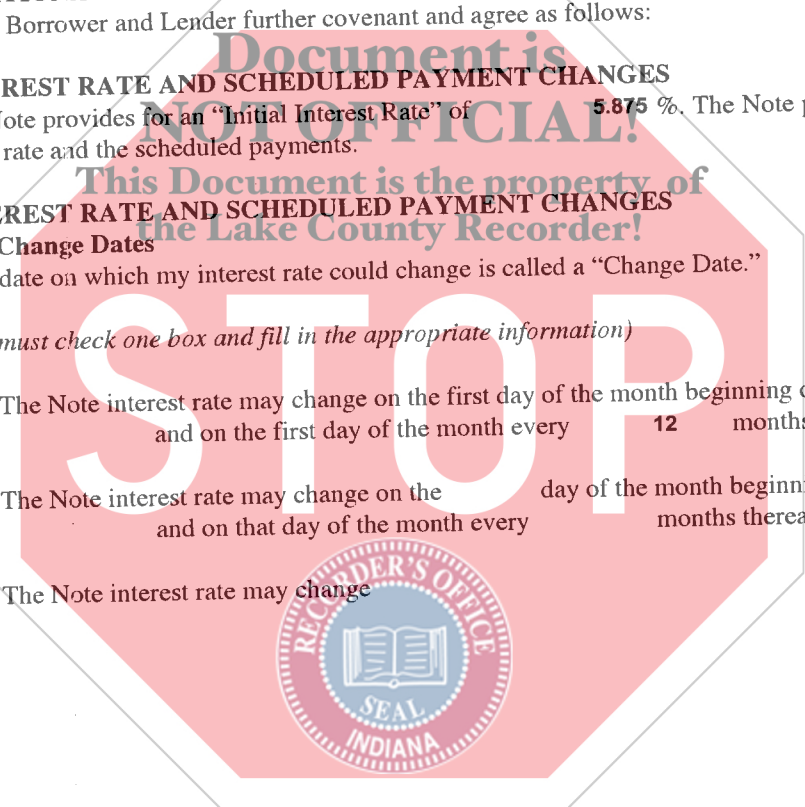 Borrower and Lender further covenant and agree as follows:
Document is
REST RATE AND SCHEDULED PAYMENT CHANGES
Note provides for an “Initial Interest Rate” of 5.875 %. The Note p
NOT OFFICIAL!
rate and the scheduled payments.
This Document is the property of
EREST RATE AND SCHEDULED PAYMENT CHANGES
the Lake County Recorder!
Change Dates
date on which my interest rate could change is called a “Change Date.”
STOP
must check one box and fill in the appropriate information)
The Note interest rate may change on the first day of the month beginning
and on the first day of the month every 12 months
The Note interest rate may change on the day of the month beginni
and on that day of the month every months therea
The Note interest rate may change
RECORDER'S OFFICE
SEAL
INDIANA